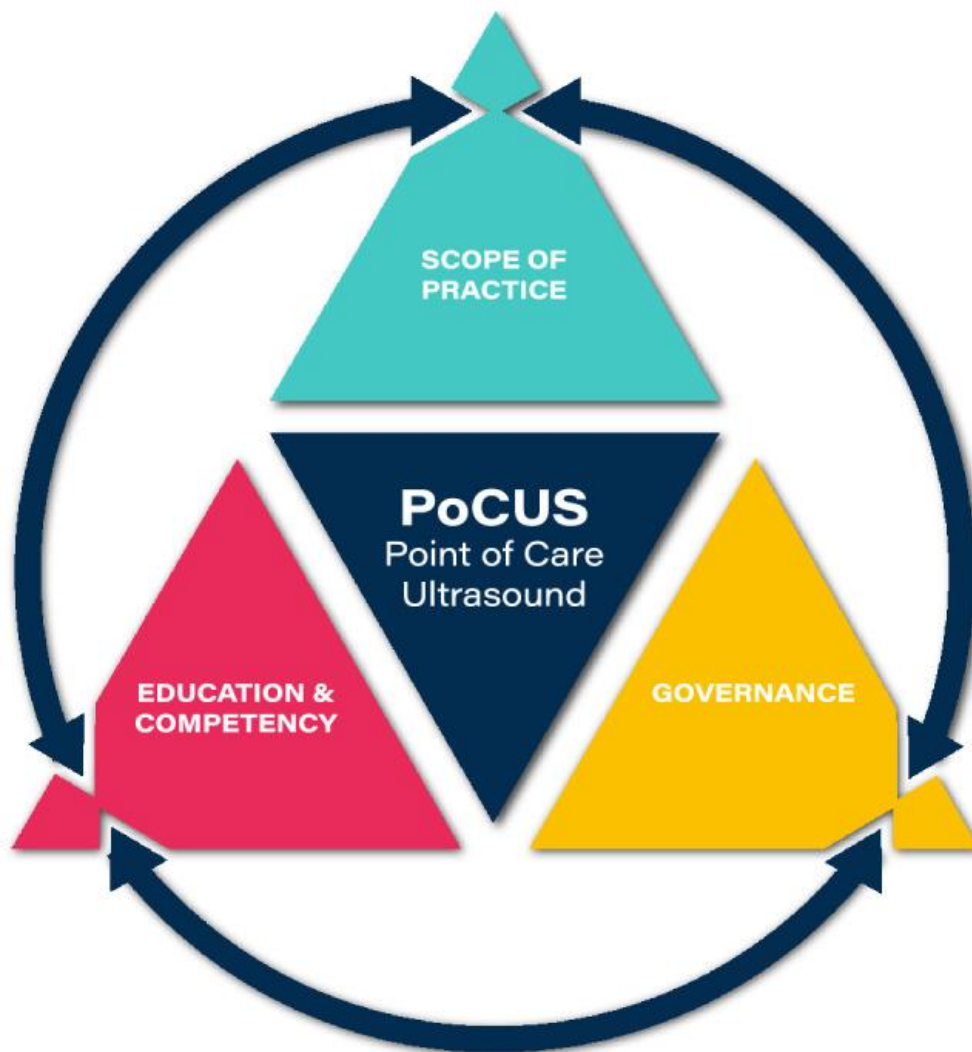 SCOPE OF
PRACTICE
PoCUS
Point of Care
Ultrasound
EDUCATION &
COMPETENCY
GOVERNANCE